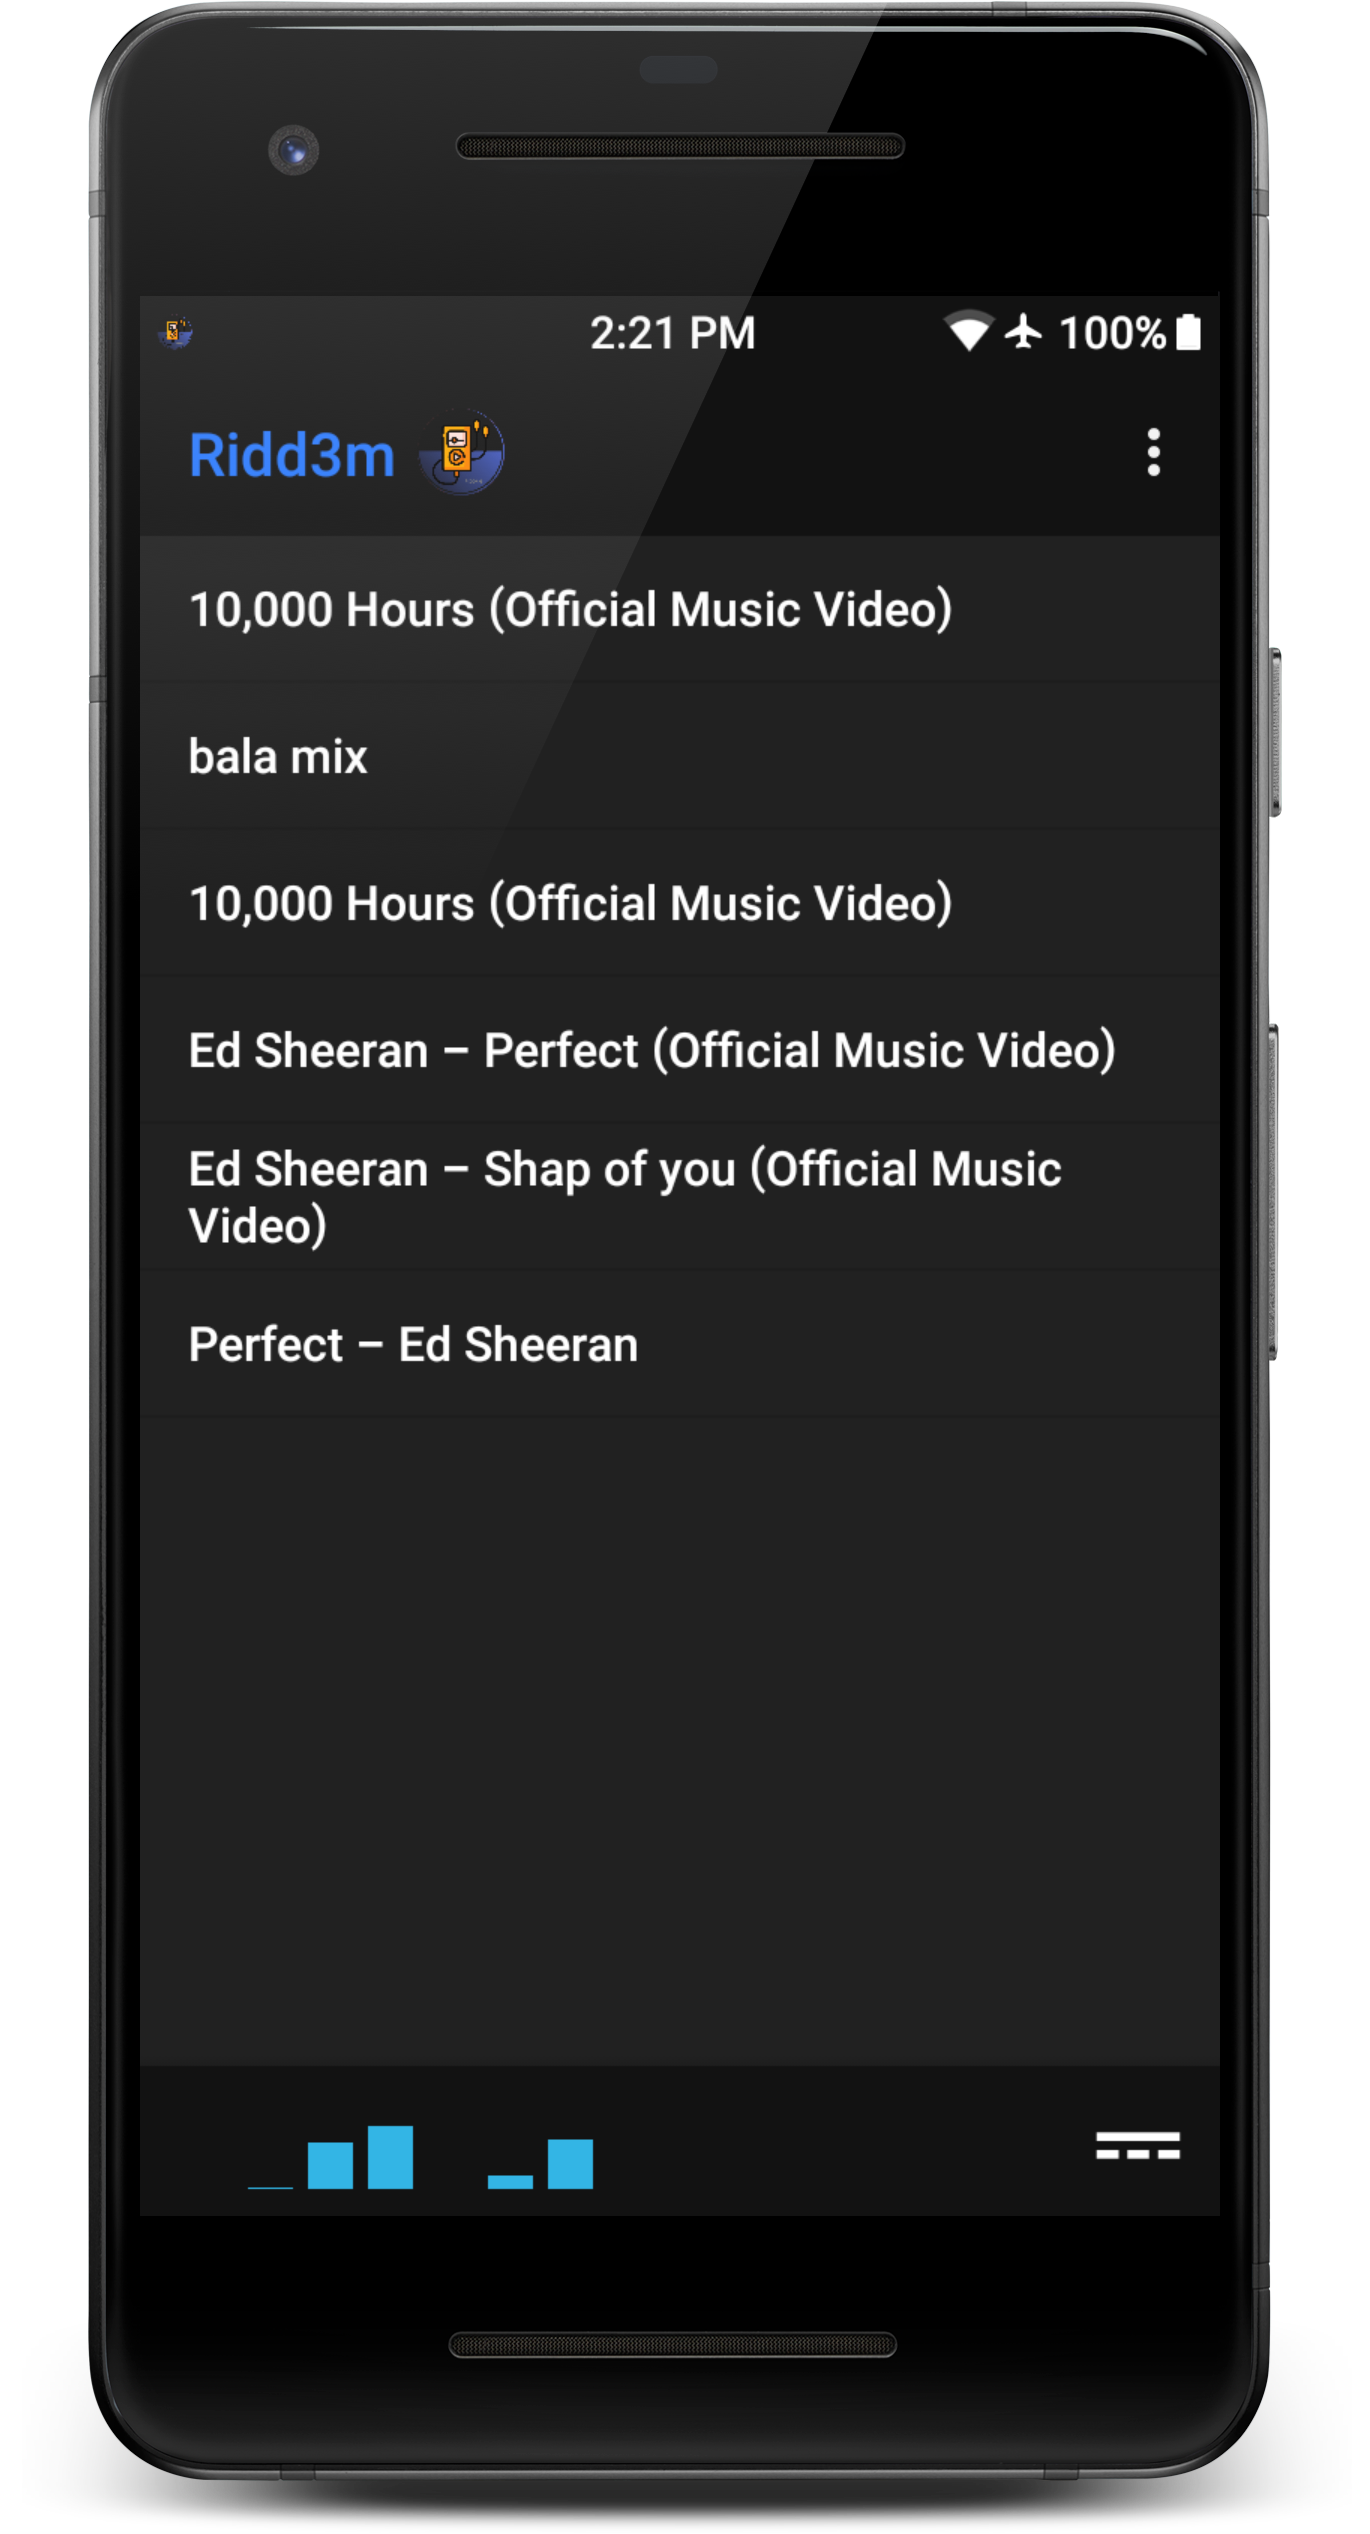 2:21 PM 100%
Ridd3m
10,000 Hours (Official Music Video)
bala mix
10,000 Hours (Official Music Video)
Ed Sheeran – Perfect (Official Music Video)
Ed Sheeran – Shap of you (Official Music
Video)
Perfect – Ed Sheeran